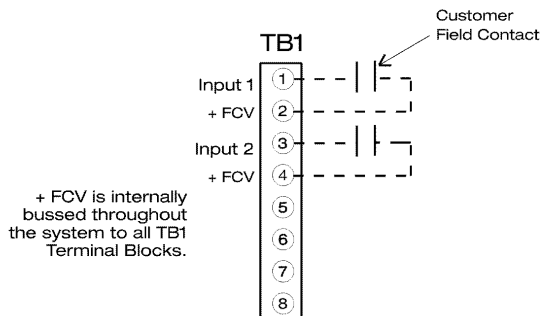 Customer
Field Contact
TB1
Input 1
1
+ FCV
2
Input 2
3
+ FCV
4
+ FCV is internally
bussed throughout
the system to all TB1
Terminal Blocks.
5
6
7
8